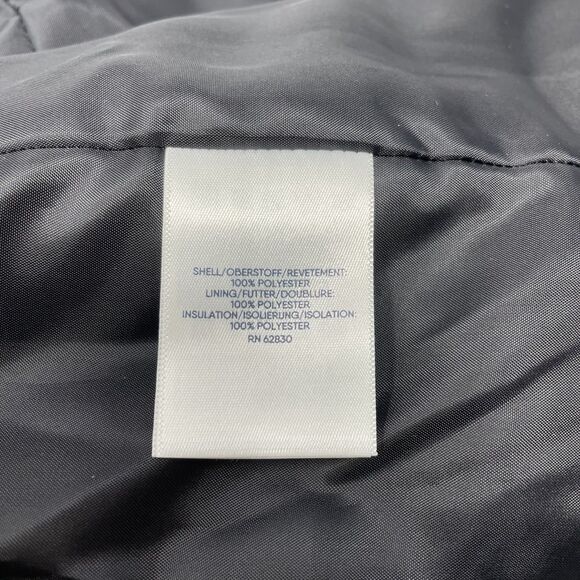 SHELL/OBERSTOFF/REVETEMENT:
100% POLYESTER
LINING/FUTTER/DOUBLURE:
100% POLYESTER
INSULATION/ISOLIERUNG/ISOLATION:
100% POLYESTER
RN 62830